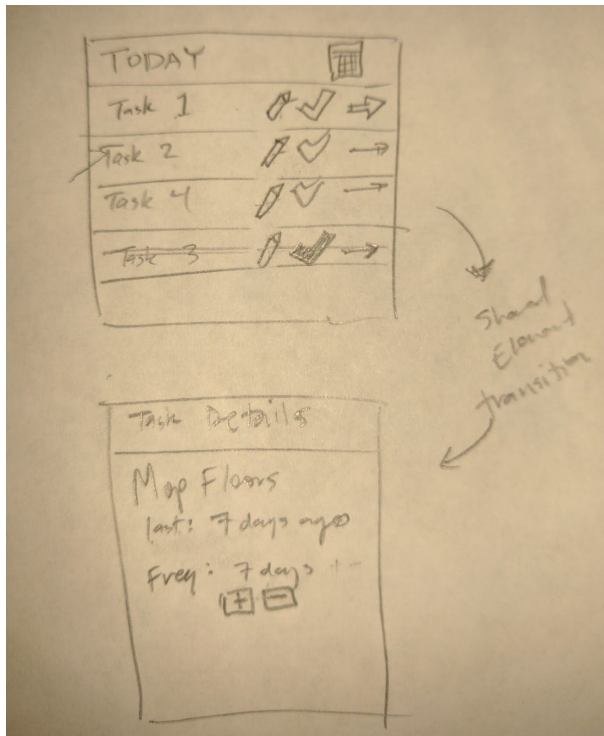 TODAY
Task 1
Task 2
Task 4
Task 3
Shared
Element
transition
Task Details
Mop Floors
last: 7 days ago
Freq: 7 days + -
+ -